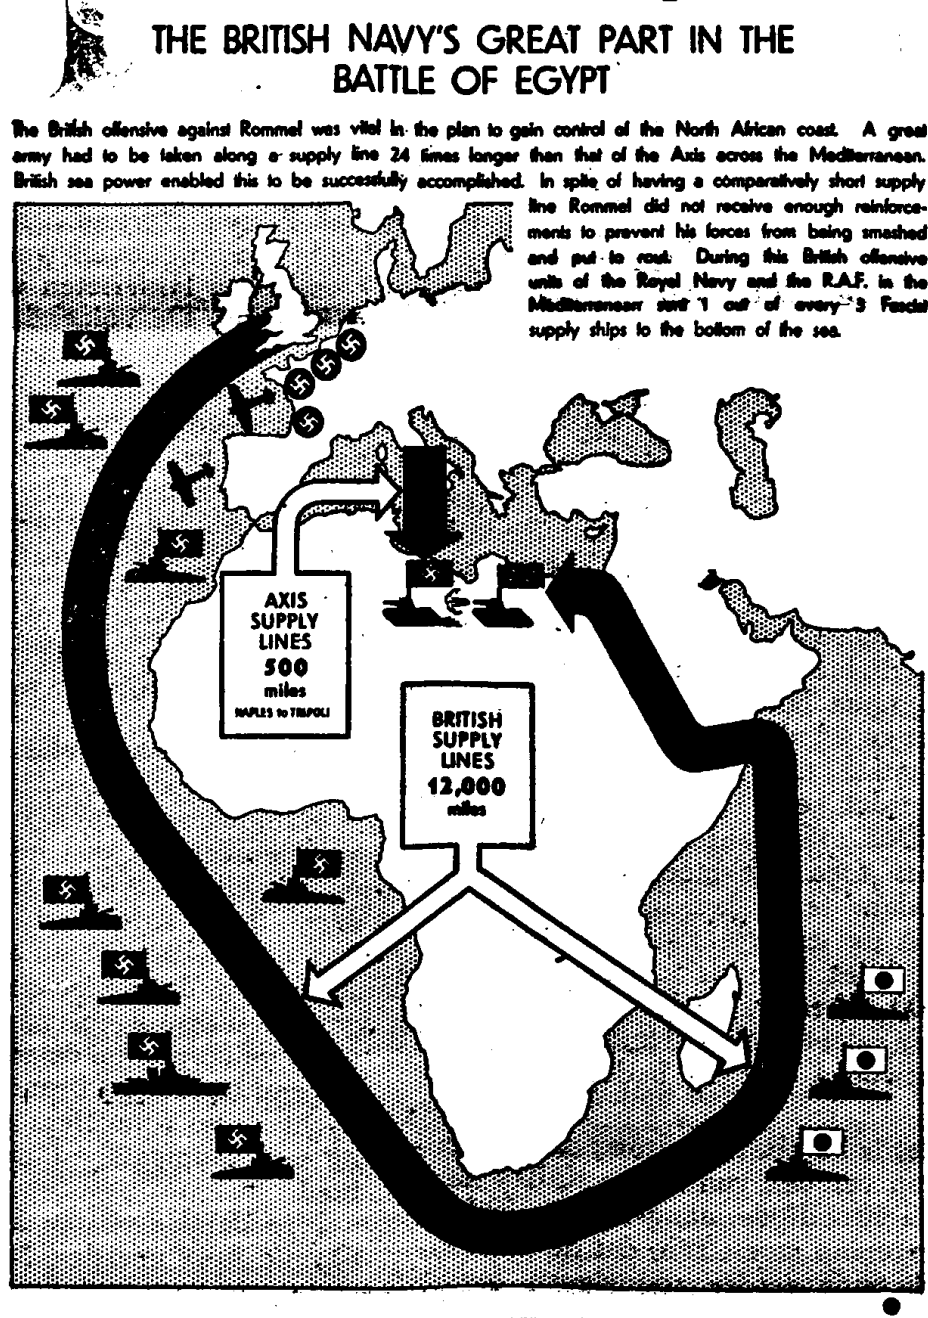 THE BRITISH NAVY'S GREAT PART IN THE
BATTLE OF EGYPT
The British offensive against Rommel was vital in the plan to gain control of the North African coast. A great
army had to be taken along a supply line 24 times longer than that of the Axis across the Mediterranean.
British sea power enabled this to be successfully accomplished. In spite of having a comparatively short supply
line Rommel did not receive enough reinforce-
ments to prevent his forces from being smashed
and put to rout. During this British offensive
units of the Royal Navy and the R.A.F. in the
Mediterranean sent 1 out of every 3 Fascist
supply ships to the bottom of the sea.
AXIS
SUPPLY
LINES
500
miles
NAPLES to TRIPOLI
BRITISH
SUPPLY
LINES
12,000
miles